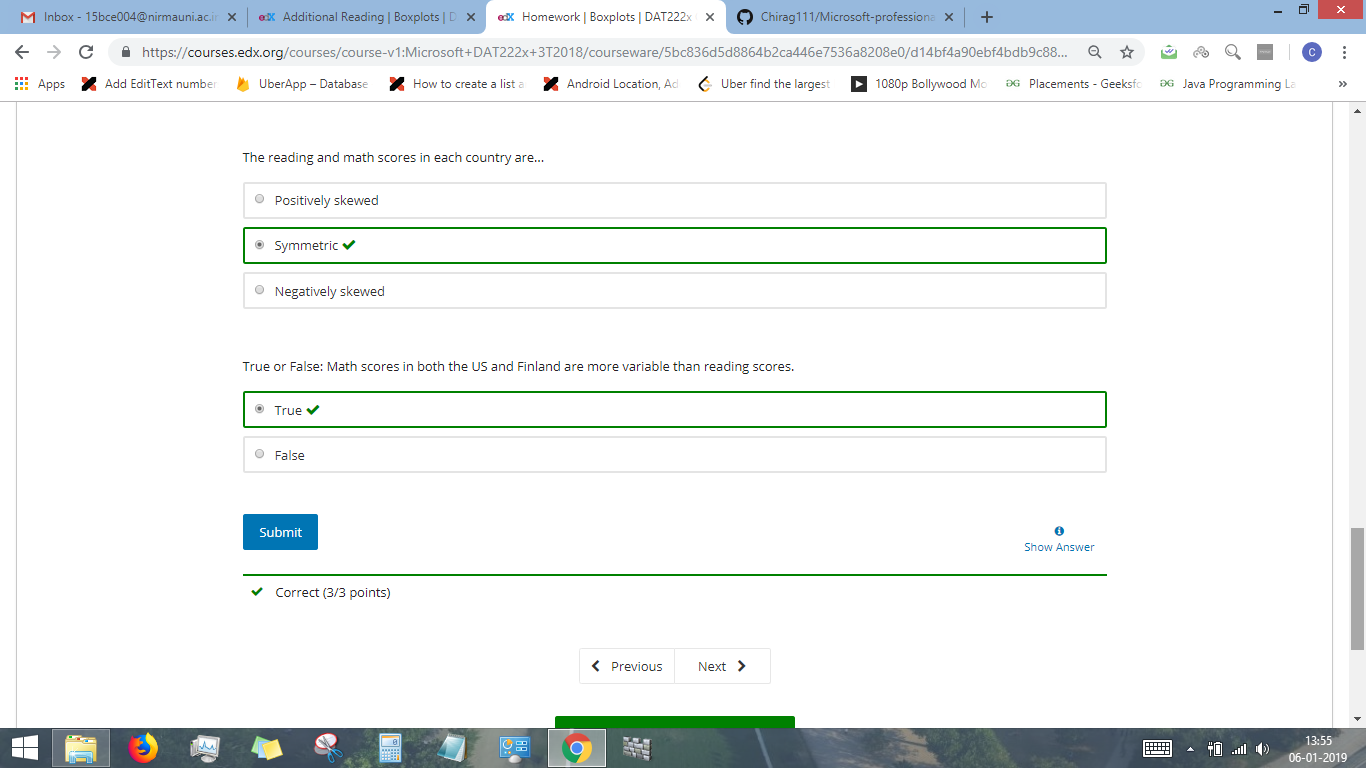 Inbox - 15bce004@nirmauni.ac.i
edX Additional Reading | Boxplots | D
edX Homework | Boxplots | DAT222x
Chirag111/Microsoft-professiona
https://courses.edx.org/courses/course-v1:Microsoft+DAT222x+3T2018/courseware/5bc836d5d8864b2ca446e7536a8208e0/d14bf4a90ebf4bdb9c88...
C
Apps
Add EditText number
UberApp – Database
How to create a list a
Android Location, Ad
Uber find the largest
1080p Bollywood Mo
Placements - Geeksfo
Java Programming La
»
The reading and math scores in each country are...
Positively skewed
Symmetric
Negatively skewed
True or False: Math scores in both the US and Finland are more variable than reading scores.
True
False
Submit
Show Answer
Correct (3/3 points)
Previous
Next
13:55
06-01-2019